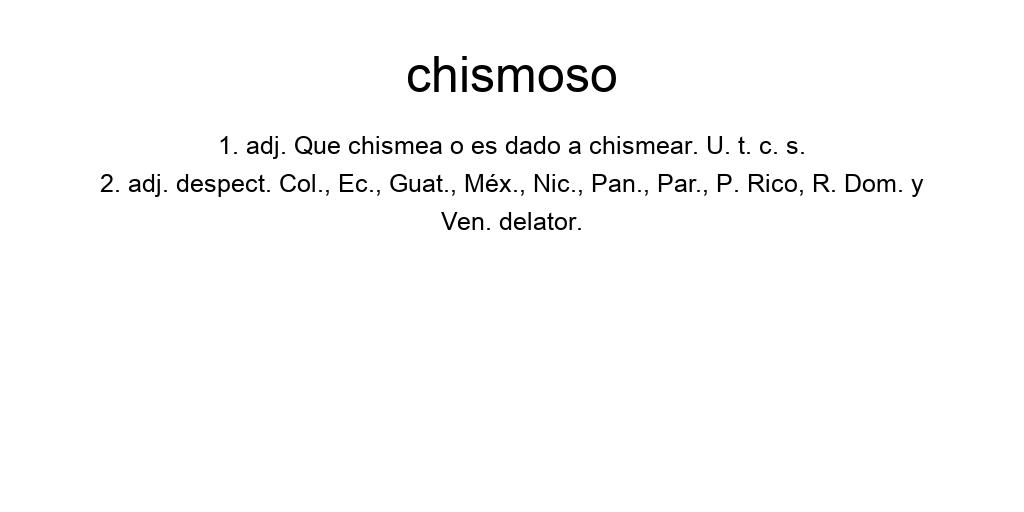 chismoso
1. adj. Que chismea o es dado a chismear. U. t. c. s.
2. adj. despect. Col., Ec., Guat., Méx., Nic., Pan., Par., P. Rico, R. Dom. y
Ven. delator.